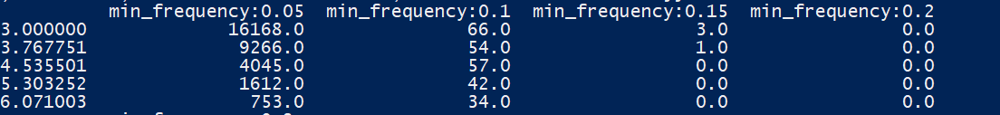 min_frequency:0.05 min_frequency:0.1 min_frequency:0.15 min_frequency:0.2
3.000000 16168.0 66.0 3.0 0.0
3.767751 9266.0 54.0 1.0 0.0
4.535501 4045.0 57.0 0.0 0.0
5.303252 1612.0 42.0 0.0 0.0
6.071003 753.0 34.0 0.0 0.0